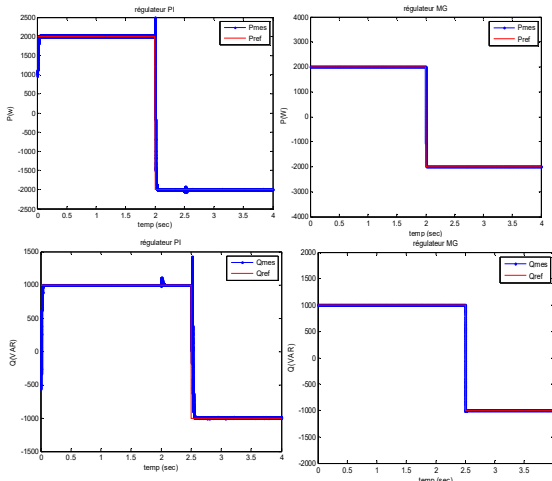 régulateur PI
2500
2000
1500
1000
500
0
-500
-1000
-1500
-2000
2500
P(w)
0 0.5 1 1.5 2 2.5 3 3.5 4
temp (sec)
Pmes
Pref
régulateur MG
4000
3000
2000
1000
0
-1000
-2000
-3000
-4000
P(W)
0 0.5 1 1.5 2 2.5 3 3.5 4
temp (sec)
Pmes
Pref
régulateur PI
1500
1000
500
0
-500
-1000
-1500
Q(VAR)
0 0.5 1 1.5 2 2.5 3 3.5 4
temp (sec)
Qmes
Qref
régulateur MG
2000
1500
1000
500
0
-500
-1000
-1500
-2000
Q(VAR)
0 0.5 1 1.5 2 2.5 3 3.5
temp (sec)
Qmes
Qref